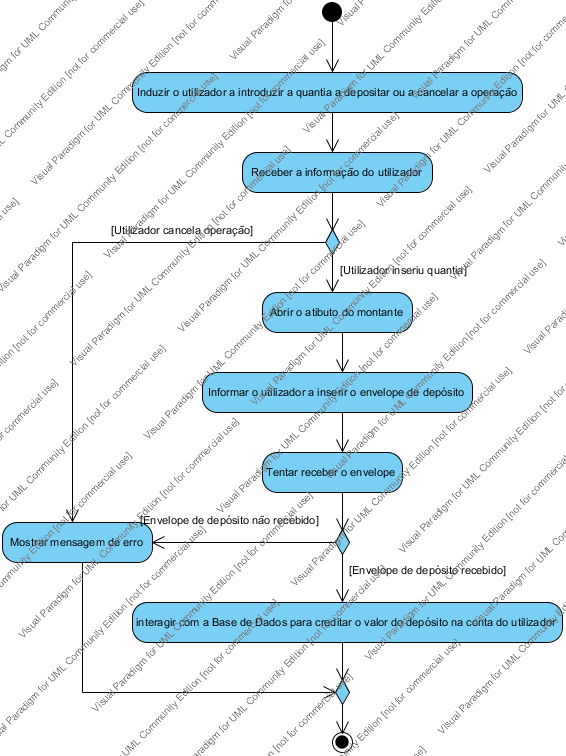 Induzir o utilizador a introduzir a quantia a depositar ou a cancelar a operação
Receber a informação do utilizador
[Utilizador cancela operação]
[Utilizador inseriu quantia]
Abrir o atibuto do montante
Informar o utilizador a inserir o envelope de depósito
Tentar receber o envelope
[Envelope de depósito não recebido]
Mostrar mensagem de erro
[Envelope de depósito recebido]
interagir com a Base de Dados para creditar o valor do depósito na conta do utilizador
Visual Paradigm for UML Community Edition [not for commercial use]